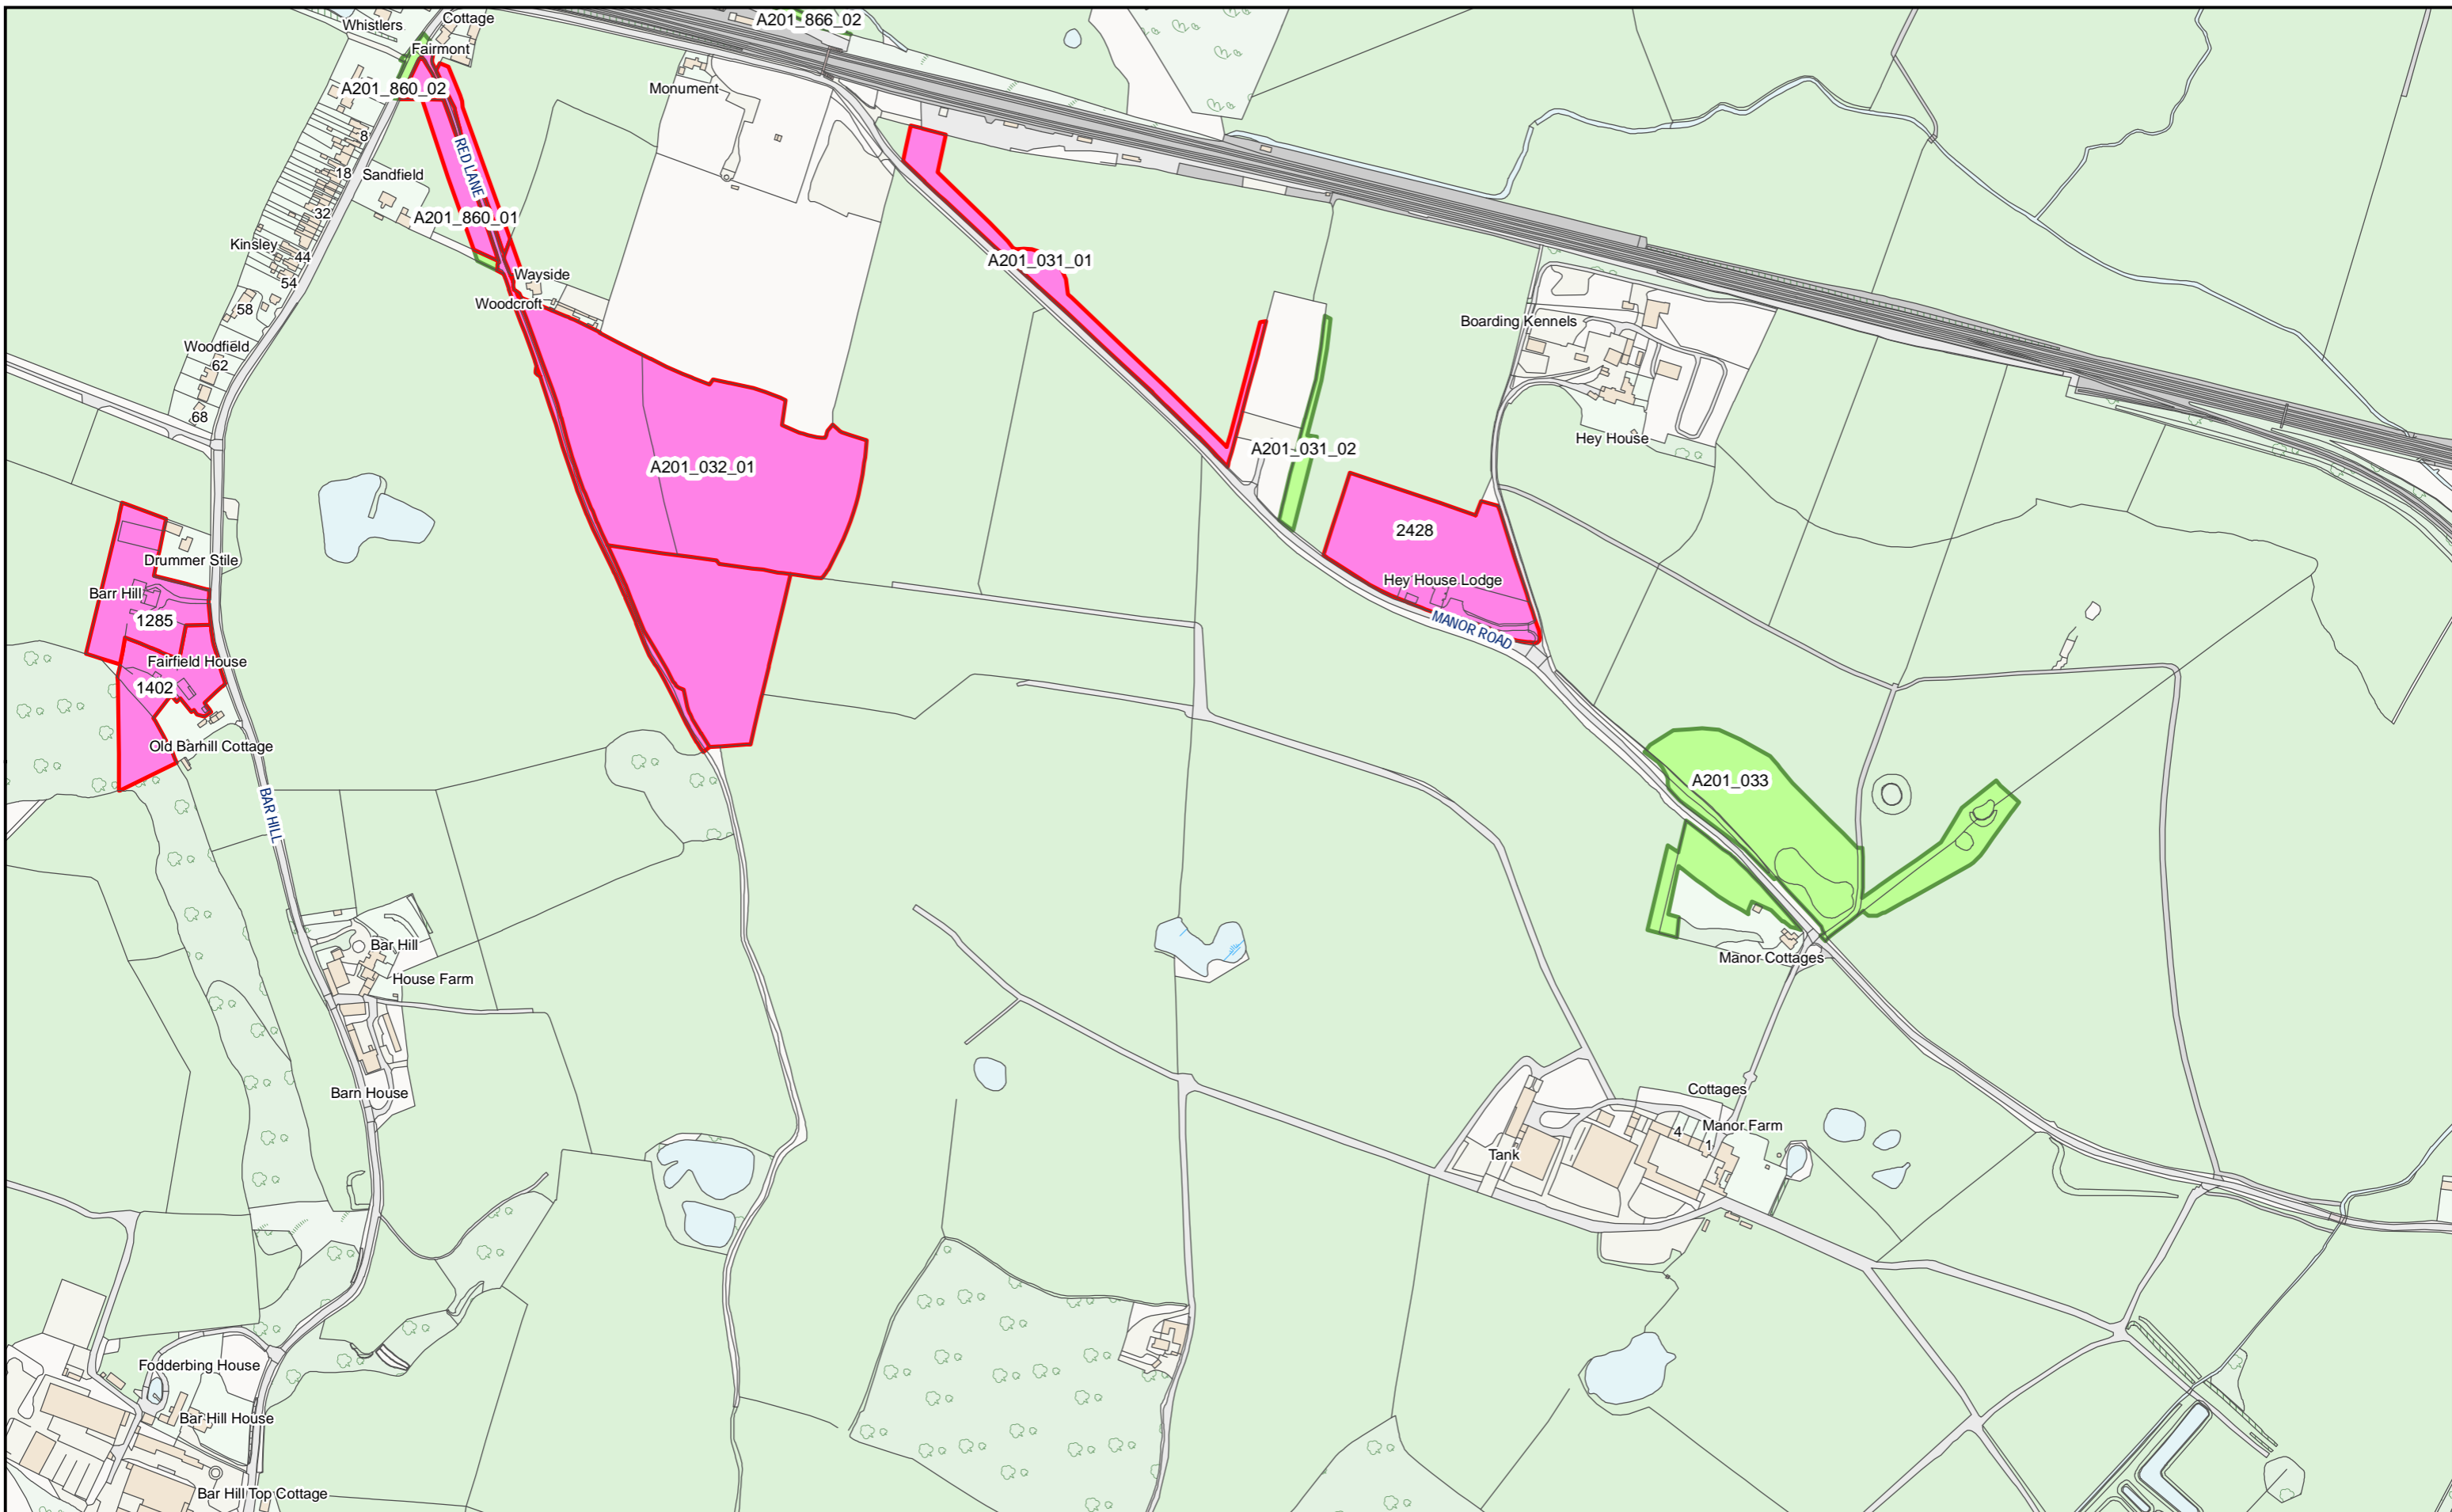 Whistlers
Cottage
A201_866_02
Fairmont
A201_860_02
Monument
8
RED LANE
18
Sandfield
32
A201_860_01
Kinsley
44
54
Wayside
Woodcroft
58
Woodfield
62
68
A201_031_01
Boarding Kennels
Hey House
A201_031_02
A201_032_01
2428
Drummer Stile
Hey House Lodge
MANOR ROAD
Barr Hill
1285
Fairfield House
1402
Old Barhill Cottage
BAR HILL
A201_033
Bar Hill
House Farm
Manor Cottages
Barn House
Cottages
Manor Farm
4
1
Tank
Fodderbing House
Bar Hill House
Bar Hill Top Cottage